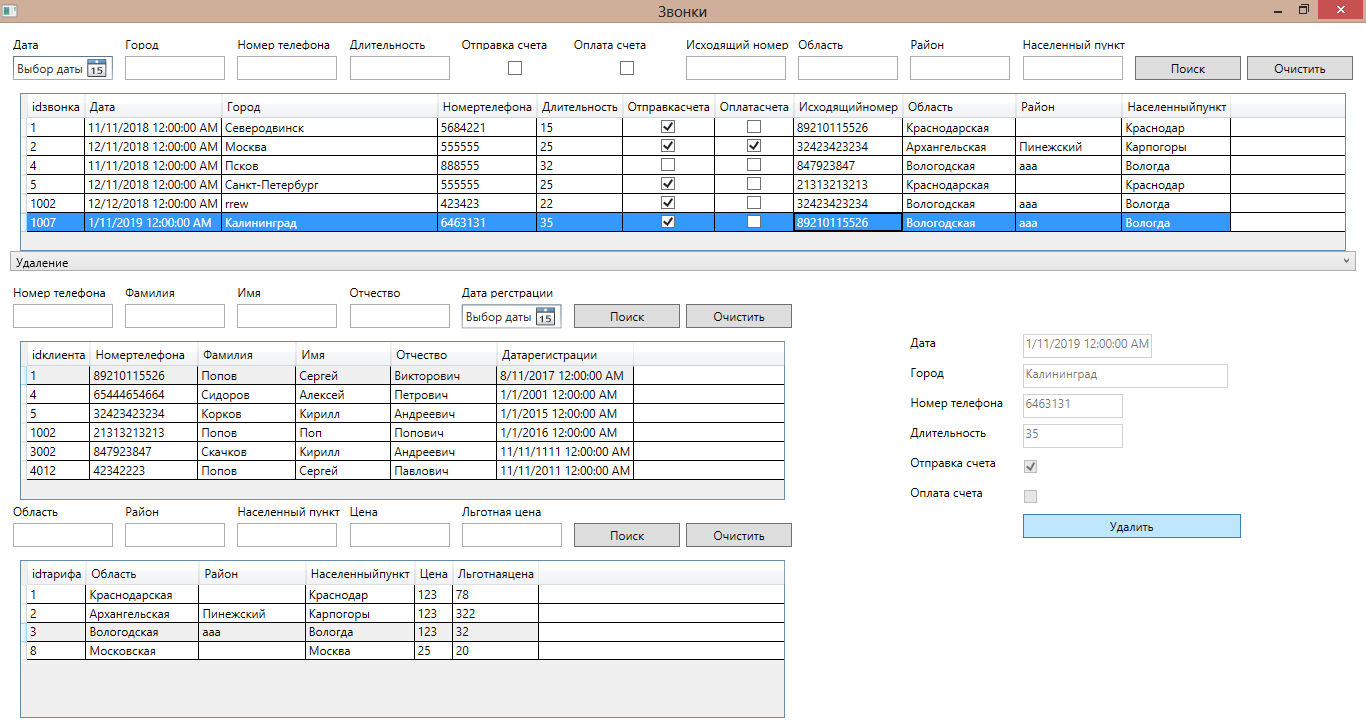 Звонки
Дата Город Номер телефона Длительность Отправка счета Оплата счета Исходящий номер Область Район Населенный пункт
Выбор даты 15 Поиск Очистить
idзвонка Дата Город Номертелефона Длительность Отправкасчета Оплатасчета Исходящийномер Область Район Населенныйпункт
1 11/11/2018 12:00:00 AM Северодвинск 5684221 15 89210115526 Краснодарская Краснодар
2 12/11/2018 12:00:00 AM Москва 555555 25 32423423234 Архангельская Пинежский Карпогоры
4 11/11/2018 12:00:00 AM Псков 888555 32 847923847 Вологодская ааа Вологда
5 12/11/2018 12:00:00 AM Санкт-Петербург 555555 25 21313213213 Краснодарская Краснодар
1002 12/12/2018 12:00:00 AM rrew 423423 22 32423423234 Вологодская ааа Вологда
1007 1/11/2019 12:00:00 AM Калининград 6463131 35 89210115526 Вологодская ааа Вологда
Удаление
Номер телефона Фамилия Имя Отчество Дата регстрации
Выбор даты 15 Поиск Очистить
idклиента Номертелефона Фамилия Имя Отчество Датарегистрации
1 89210115526 Попов Сергей Викторович 8/11/2017 12:00:00 AM
4 65444654664 Сидоров Алексей Петрович 1/1/2001 12:00:00 AM
5 32423423234 Корков Кирилл Андреевич 1/1/2015 12:00:00 AM
1002 21313213213 Попов Поп Попович 1/1/2016 12:00:00 AM
3002 847923847 Скачков Кирилл Андреевич 11/11/1111 12:00:00 AM
4012 42342223 Попов Сергей Павлович 11/11/2011 12:00:00 AM
Область Район Населенный пункт Цена Льготная цена
Поиск Очистить
idтарифа Область Район Населенныйпункт Цена Льготнаяцена
1 Краснодарская Краснодар 123 78
2 Архангельская Пинежский Карпогоры 123 322
3 Вологодская ааа Вологда 123 32
8 Московская Москва 25 20
Дата 1/11/2019 12:00:00 AM
Город Калининград
Номер телефона 6463131
Длительность 35
Отправка счета
Оплата счета
Удалить